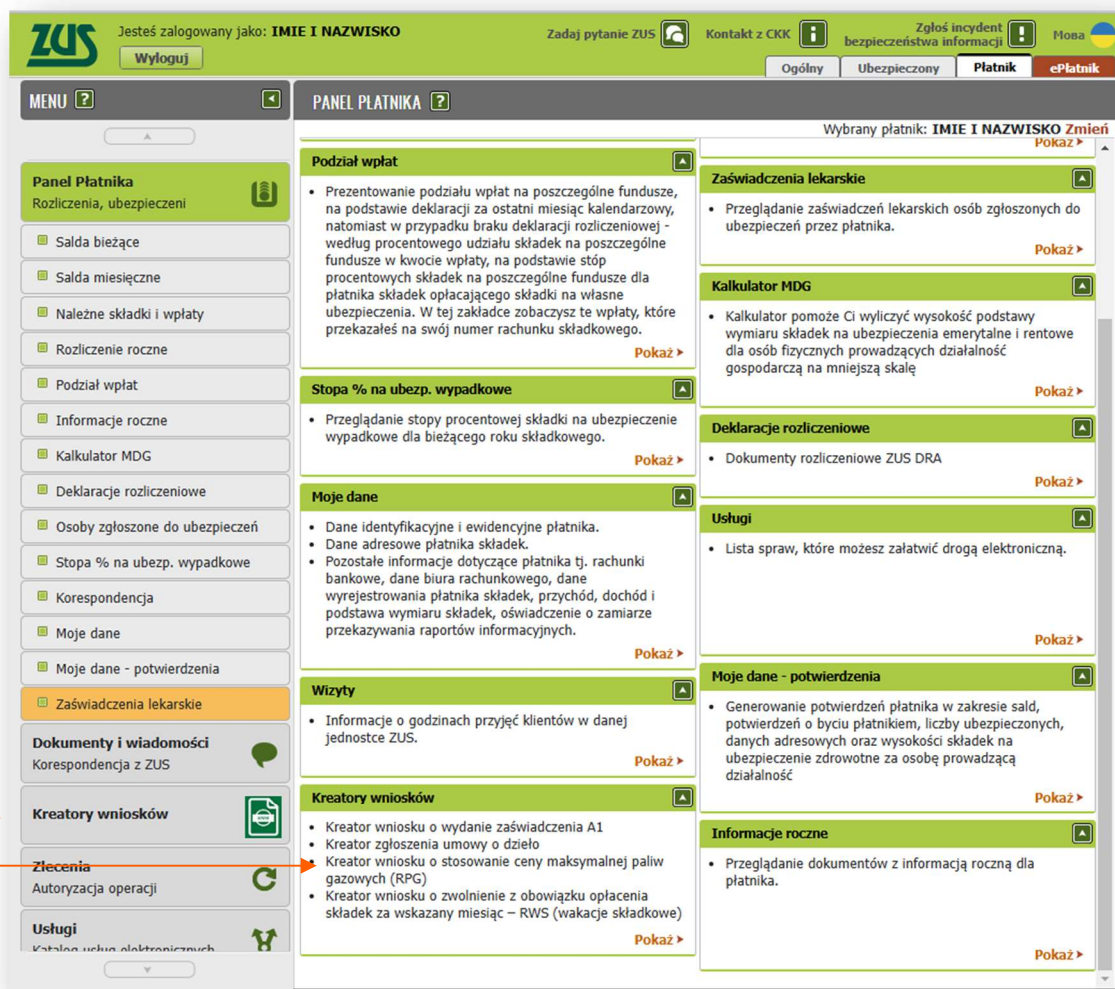 ZUS
Jesteś zalogowany jako: IMIE I NAZWISKO
Wyloguj
Zadaj pytanie ZUS
Kontakt z CKK
Zgłoś incydent
bezpieczeństwa informacji
Мова
Ogólny
Ubezpieczony
Płatnik
ePłatnik
MENU ?
PANEL PŁATNIKA ?
Wybrany płatnik: IMIE I NAZWISKO Zmień
Panel Płatnika
Rozliczenia, ubezpieczeni
Salda bieżące
Salda miesięczne
Należne składki i wpłaty
Rozliczenie roczne
Podział wpłat
Informacje roczne
Kalkulator MDG
Deklaracje rozliczeniowe
Osoby zgłoszone do ubezpieczeń
Stopa % na ubezp. wypadkowe
Korespondencja
Moje dane
Moje dane - potwierdzenia
Zaświadczenia lekarskie
Dokumenty i wiadomości
Korespondencja z ZUS
Kreatory wniosków
Zlecenia
Autoryzacja operacji
Usługi
Katalog usług elektronicznych
Podział wpłat
• Prezentowanie podziału wpłat na poszczególne fundusze,
na podstawie deklaracji za ostatni miesiąc kalendarzowy,
natomiast w przypadku braku deklaracji rozliczeniowej -
według procentowego udziału składek na poszczególne
fundusze w kwocie wpłaty, na podstawie stóp
procentowych składek na poszczególne fundusze dla
płatnika składek opłacającego składki na własne
ubezpieczenia. W tej zakładce zobaczysz te wpłaty, które
przekazałeś na swój numer rachunku składkowego.
Pokaż
Stopa % na ubezp. wypadkowe
• Przeglądanie stopy procentowej składki na ubezpieczenie
wypadkowe dla bieżącego roku składkowego.
Pokaż
Moje dane
• Dane identyfikacyjne i ewidencyjne płatnika.
• Dane adresowe płatnika składek.
• Pozostałe informacje dotyczące płatnika tj. rachunki
bankowe, dane biura rachunkowego, dane
wyrejestrowania płatnika składek, przychód, dochód i
podstawa wymiaru składek, oświadczenie o zamiarze
przekazywania raportów informacyjnych.
Pokaż
Wizyty
• Informacje o godzinach przyjęć klientów w danej
jednostce ZUS.
Pokaż
Kreatory wniosków
• Kreator wniosku o wydanie zaświadczenia A1
• Kreator zgłoszenia umowy o dzieło
• Kreator wniosku o stosowanie ceny maksymalnej paliw
gazowych (RPG)
• Kreator wniosku o zwolnienie z obowiązku opłacenia
składek za wskazany miesiąc – RWS (wakacje składkowe)
Pokaż
Pokaż
Zaświadczenia lekarskie
• Przeglądanie zaświadczeń lekarskich osób zgłoszonych do
ubezpieczeń przez płatnika.
Pokaż
Kalkulator MDG
• Kalkulator pomoże Ci wyliczyć wysokość podstawy
wymiaru składek na ubezpieczenia emerytalne i rentowe
dla osób fizycznych prowadzących działalność
gospodarczą na mniejszą skalę
Pokaż
Deklaracje rozliczeniowe
• Dokumenty rozliczeniowe ZUS DRA
Pokaż
Usługi
• Lista spraw, które możesz załatwić drogą elektroniczną.
Pokaż
Moje dane - potwierdzenia
• Generowanie potwierdzeń płatnika w zakresie sald,
potwierdzeń o byciu płatnikiem, liczby ubezpieczonych,
danych adresowych oraz wysokości składek na
ubezpieczenie zdrowotne za osobę prowadzącą
działalność
Pokaż
Informacje roczne
• Przeglądanie dokumentów z informacją roczną dla
płatnika.
Pokaż